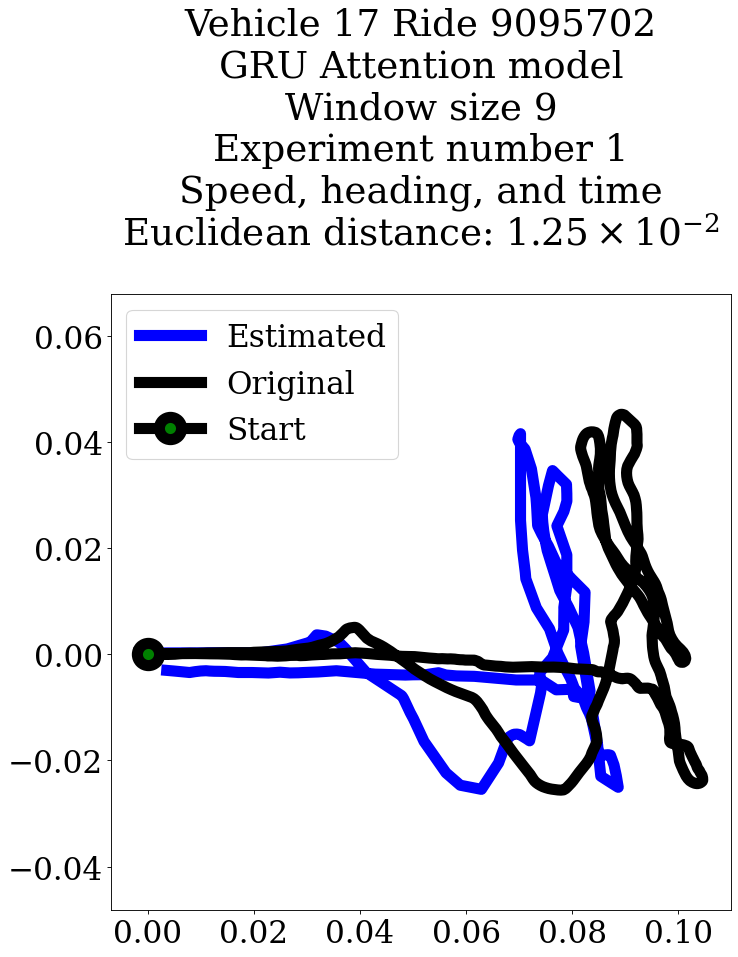 Vehicle 17 Ride 9095702
GRU Attention model
Window size 9
Experiment number 1
Speed, heading, and time
Euclidean distance: 1.25 × 10⁻²
Estimated
Original
Start
0.06
0.04
0.02
0.00
−0.02
−0.04
0.00 0.02 0.04 0.06 0.08 0.10